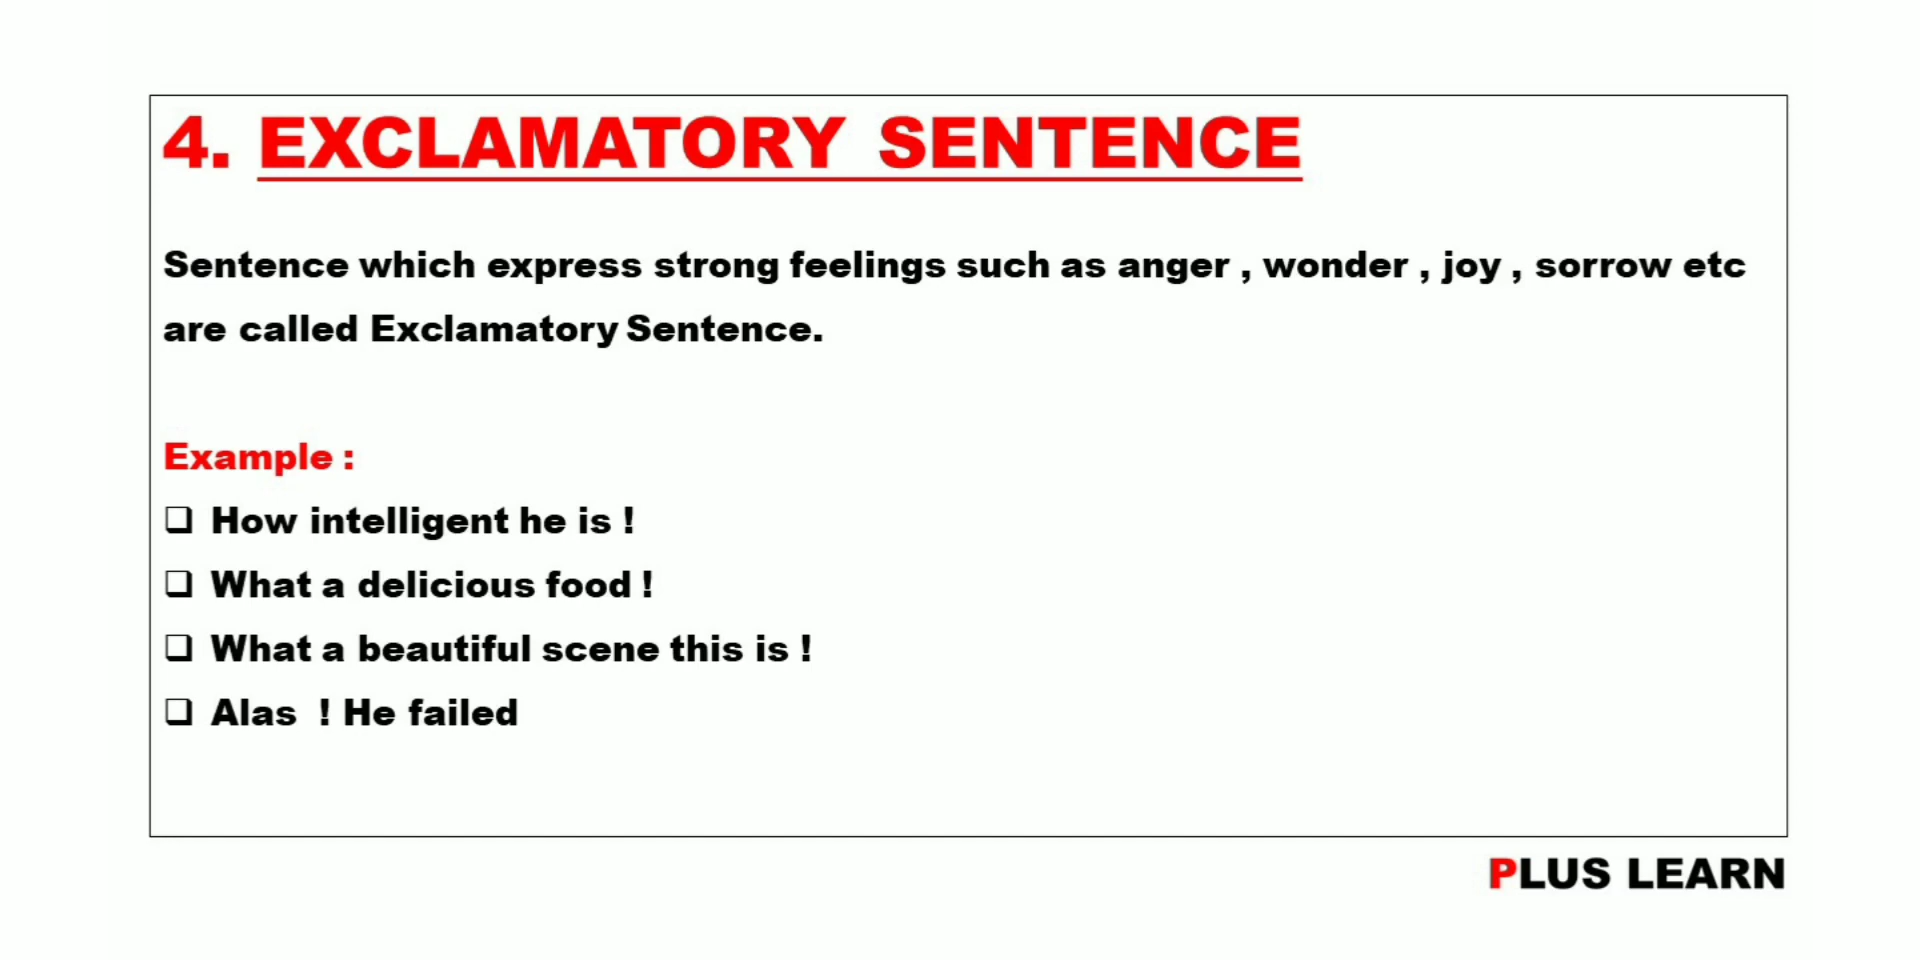 4. EXCLAMATORY SENTENCE
Sentence which express strong feelings such as anger , wonder , joy , sorrow etc
are called Exclamatory Sentence.
Example :
❑ How intelligent he is !
❑ What a delicious food !
❑ What a beautiful scene this is !
❑ Alas  ! He failed
PLUS LEARN